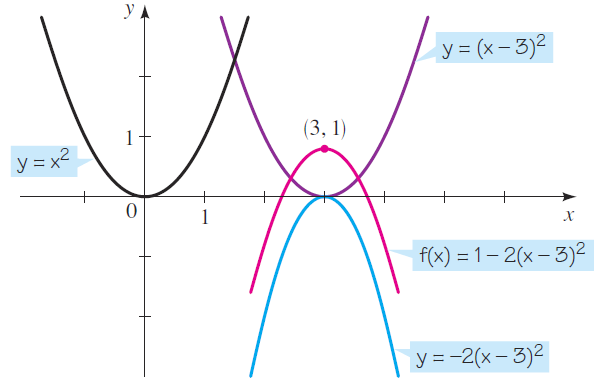 y
y = (x – 3)²
(3, 1)
1
y = x²
0
1
x
f(x) = 1 – 2(x – 3)²
y = –2(x – 3)²